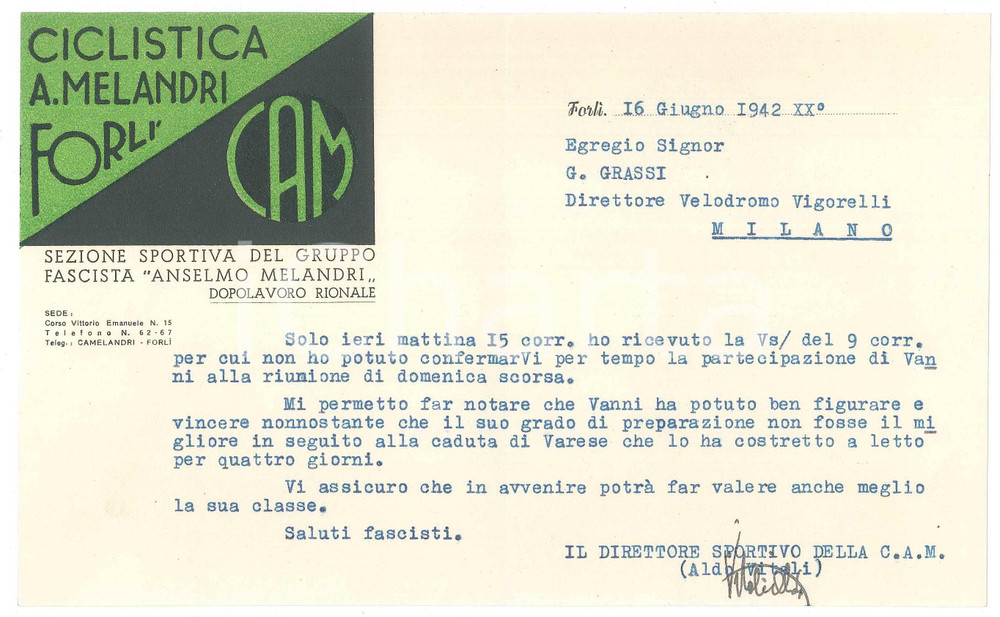 CICLISTICA
A. MELANDRI
FORLI'
CAM
SEZIONE SPORTIVA DEL GRUPPO
FASCISTA "ANSELMO MELANDRI„
DOPOLAVORO RIONALE
SEDE:
Corso Vittorio Emanuele N. 15
Telefono N. 62-67
Teleg.: CAMELANDRI - FORLÌ
Forlì. 16 Giugno 1942 XX°
Egregio Signor
G. GRASSI
Direttore Velodromo Vigorelli
M I L A N O
Solo ieri mattina 15 corr. ho ricevuto la Vs/ del 9 corr.
per cui non ho potuto confermarVi per tempo la partecipazione di Van
ni alla riunione di domenica scorsa.
Mi permetto far notare che Vanni ha potuto ben figurare e
vincere nonnostante che il suo grado di preparazione non fosse il mi
gliore in seguito alla caduta di Varese che lo ha costretto a letto
per quattro giorni.
Vi assicuro che in avvenire potrà far valere anche meglio
la sua classe.
Saluti fascisti.
IL DIRETTORE SPORTIVO DELLA C.A.M.
(Aldo Vitali)